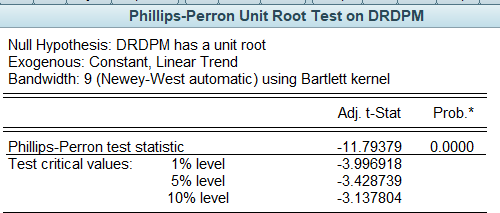 Phillips-Perron Unit Root Test on DRDPM
Null Hypothesis: DRDPM has a unit root
Exogenous: Constant, Linear Trend
Bandwidth: 9 (Newey-West automatic) using Bartlett kernel
Adj. t-Stat Prob.*
Phillips-Perron test statistic -11.79379 0.0000
Test critical values: 1% level -3.996918
5% level -3.428739
10% level -3.137804